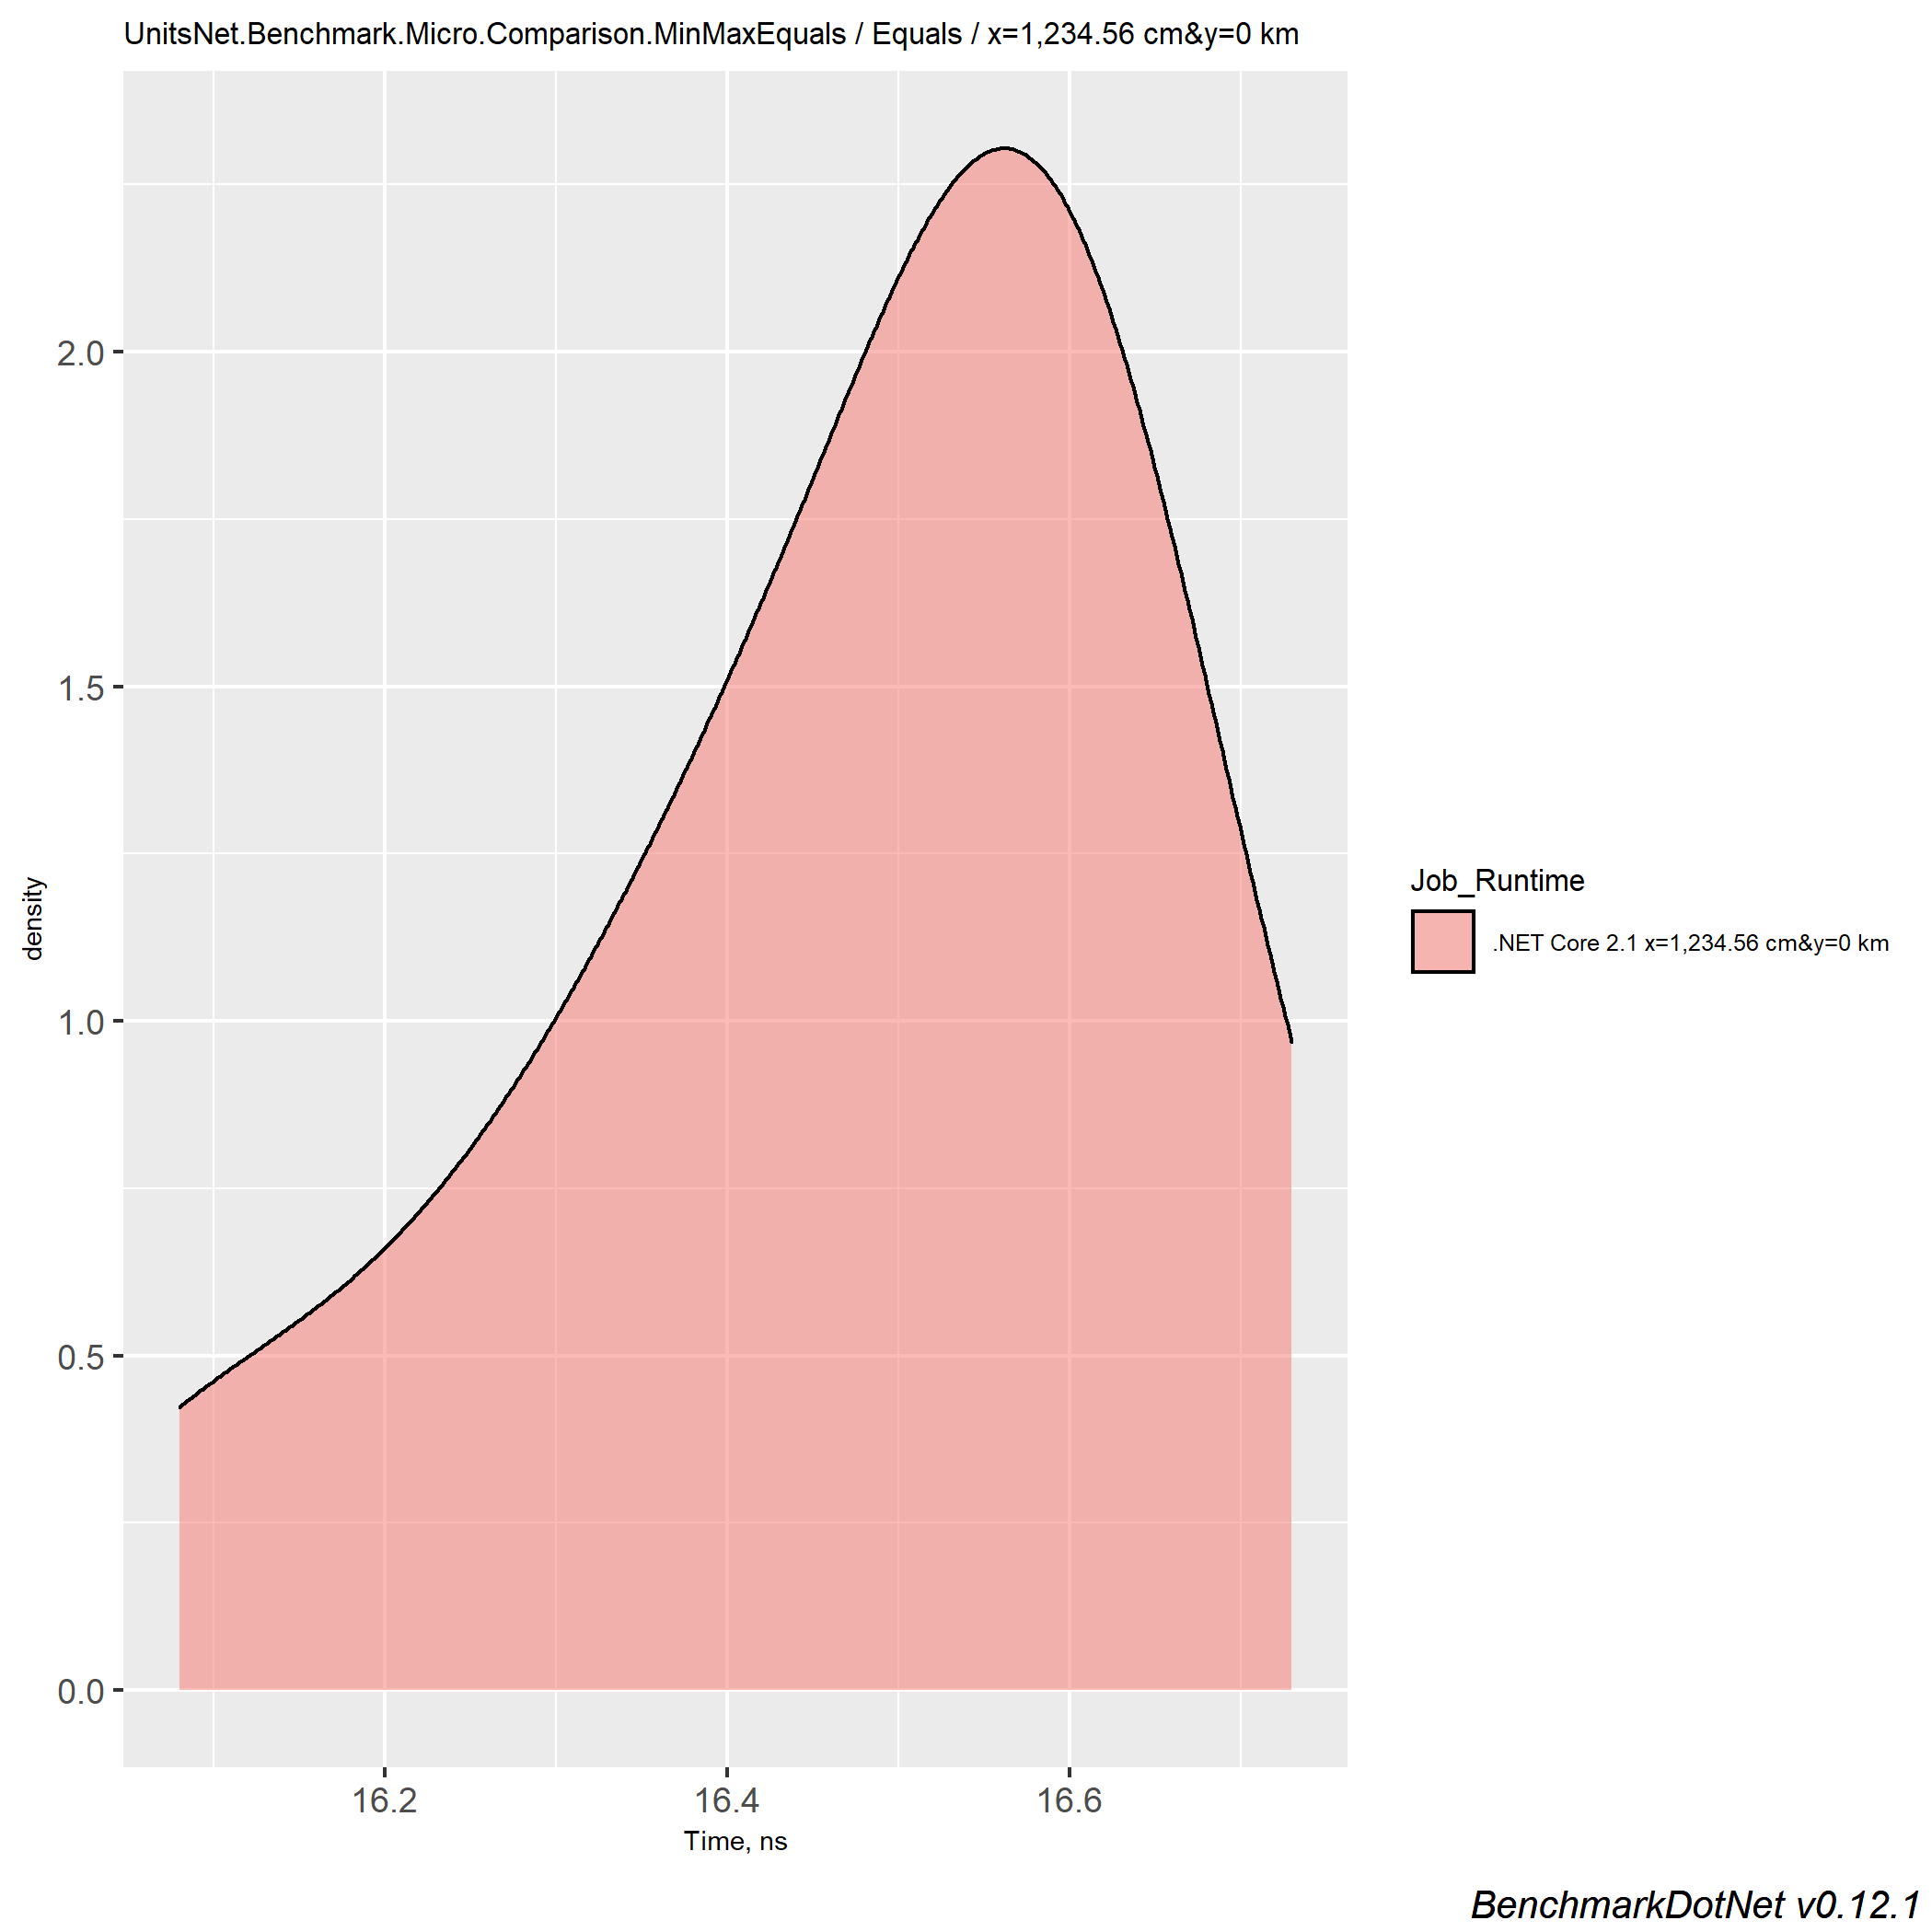 UnitsNet.Benchmark.Micro.Comparison.MinMaxEquals / Equals / x=1,234.56 cm&y=0 km
density
2.0
1.5
1.0
0.5
0.0
16.2
16.4
16.6
Time, ns
Job_Runtime
.NET Core 2.1 x=1,234.56 cm&y=0 km
BenchmarkDotNet v0.12.1